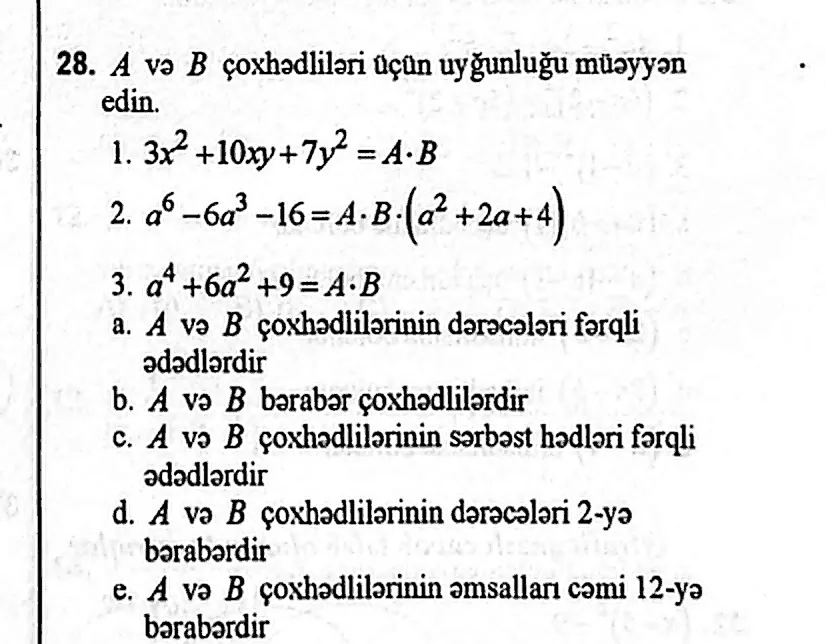 28. A və B çoxhədliləri üçün uyğunluğu müəyyən
edin.
1. 3x² +10xy+7y² = A·B
2. a⁶ –6a³ –16 = A·B·(a² +2a+4)
3. a⁴ +6a² +9 = A·B
a. A və B çoxhədlilərinin dərəcələri fərqli
ədədlərdir
b. A və B bərabər çoxhədlilərdir
c. A və B çoxhədlilərinin sərbəst hədləri fərqli
ədədlərdir
d. A və B çoxhədlilərinin dərəcələri 2-yə
bərabərdir
e. A və B çoxhədlilərinin əmsalları cəmi 12-yə
bərabərdir